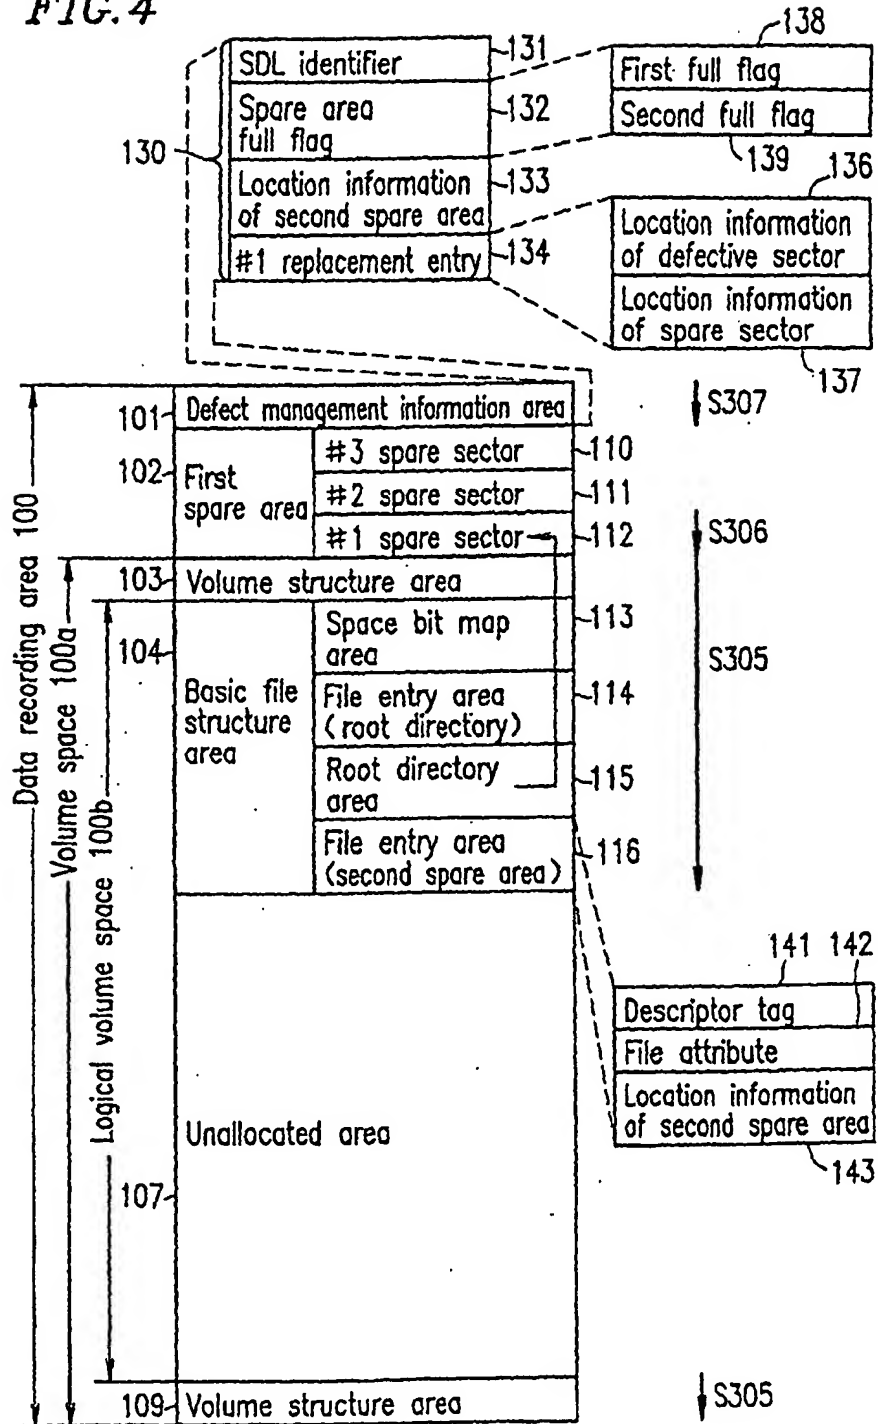 FIG. 4
130
SDL identifier
131
Spare area
full flag
132
Location information
of second spare area
133
#1 replacement entry
134
138
First full flag
Second full flag
139
136
Location information
of defective sector
Location information
of spare sector
137
Data recording area 100
Volume space 100a
Logical volume space 100b
101
Defect management information area
S307
102
First
spare area
#3 spare sector
110
#2 spare sector
111
#1 spare sector
112
S306
103
Volume structure area
104
Basic file
structure
area
Space bit map
area
113
S305
File entry area
(root directory)
114
Root directory
area
115
File entry area
(second spare area)
116
141
142
Descriptor tag
File attribute
Location information
of second spare area
143
Unallocated area
107
109
Volume structure area
S305